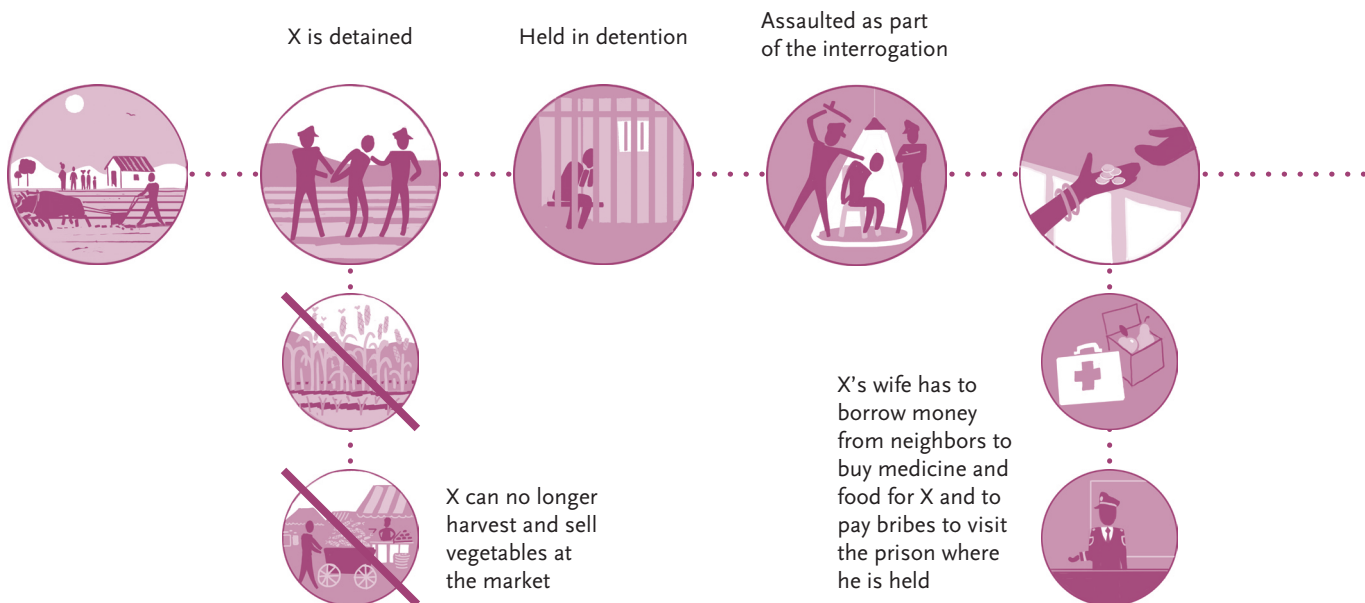 X is detained
Held in detention
Assaulted as part
of the interrogation
X can no longer
harvest and sell
vegetables at
the market
X’s wife has to
borrow money
from neighbors to
buy medicine and
food for X and to
pay bribes to visit
the prison where
he is held